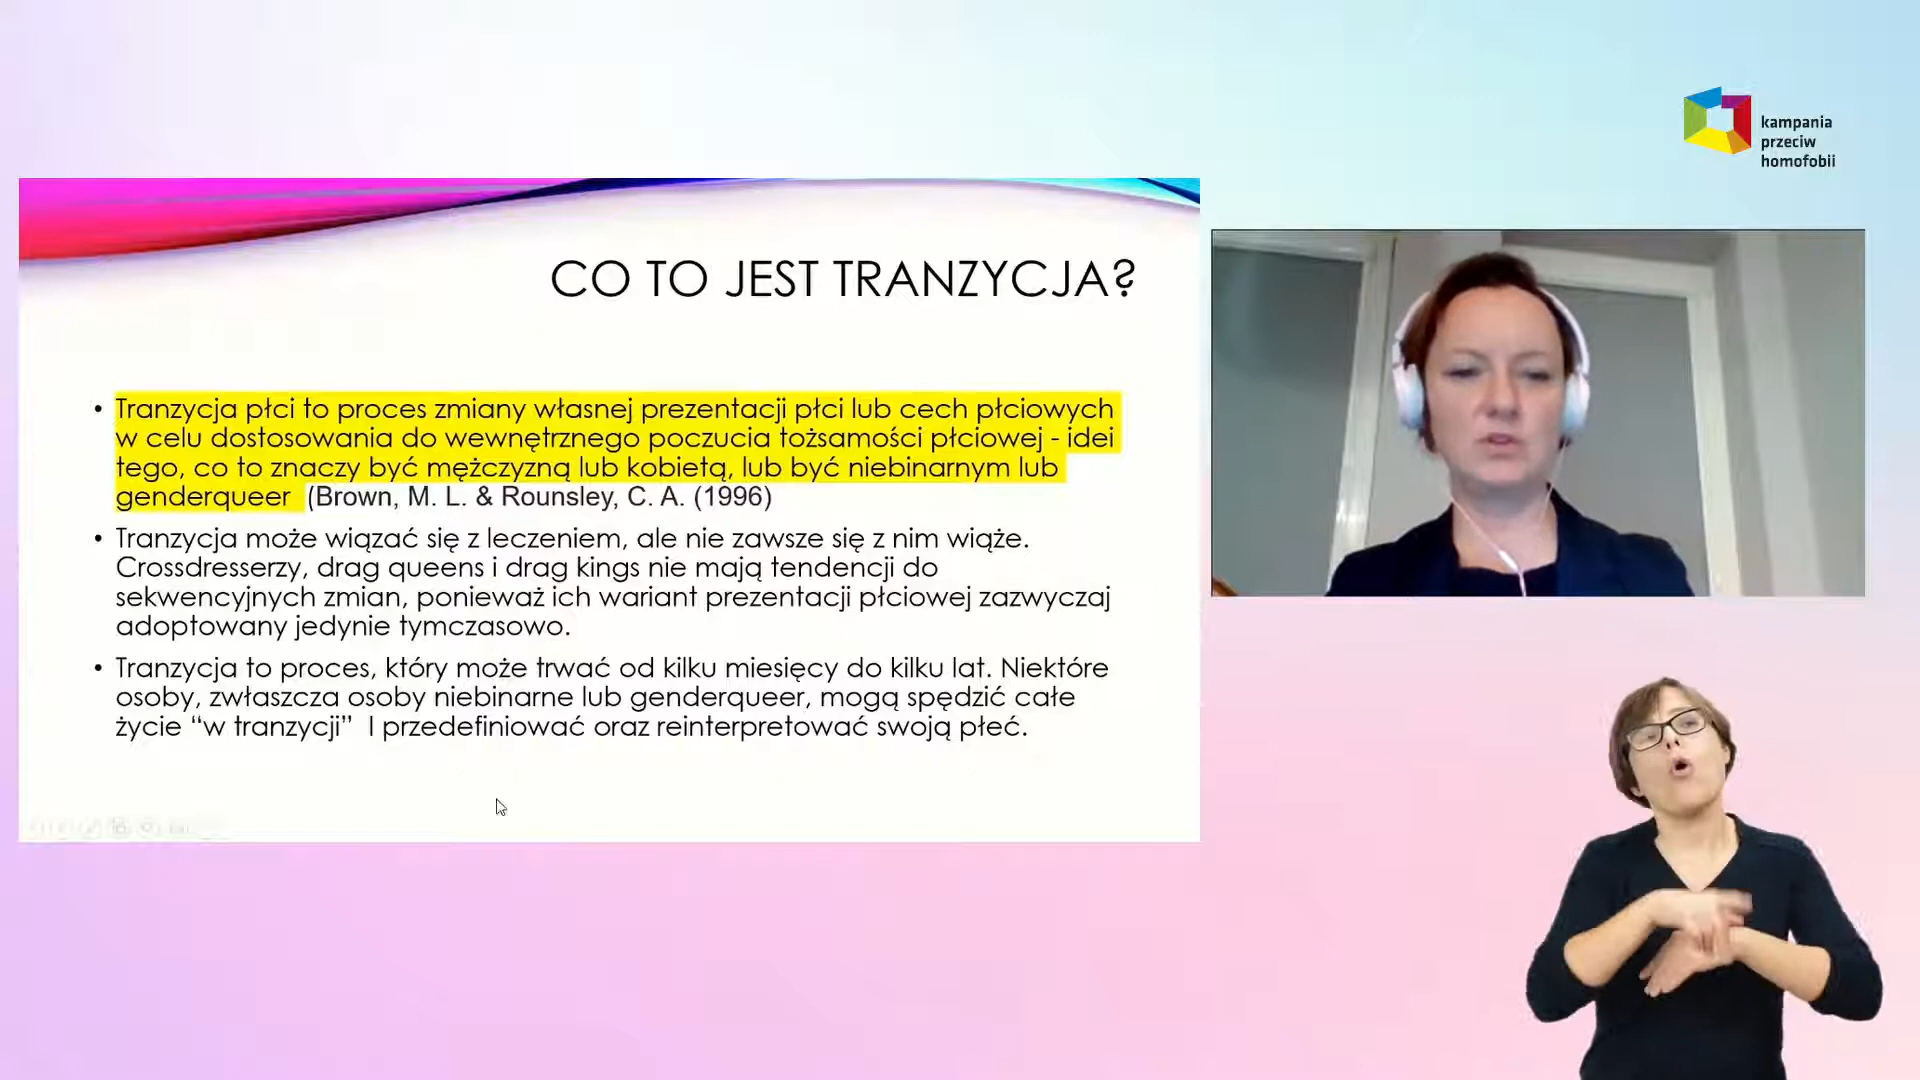 kampania
przeciw
homofobii
CO TO JEST TRANZYCJA?
• Tranzycja płci to proces zmiany własnej prezentacji płci lub cech płciowych
w celu dostosowania do wewnętrznego poczucia tożsamości płciowej - idei
tego, co to znaczy być mężczyzną lub kobietą, lub być niebinarnym lub
genderqueer (Brown, M. L. & Rounsley, C. A. (1996)
• Tranzycja może wiązać się z leczeniem, ale nie zawsze się z nim wiąże.
Crossdresserzy, drag queens i drag kings nie mają tendencji do
sekwencyjnych zmian, ponieważ ich wariant prezentacji płciowej zazwyczaj
adoptowany jedynie tymczasowo.
• Tranzycja to proces, który może trwać od kilku miesięcy do kilku lat. Niektóre
osoby, zwłaszcza osoby niebinarne lub genderqueer, mogą spędzić całe
życie “w tranzycji” I przedefiniować oraz reinterpretować swoją płeć.